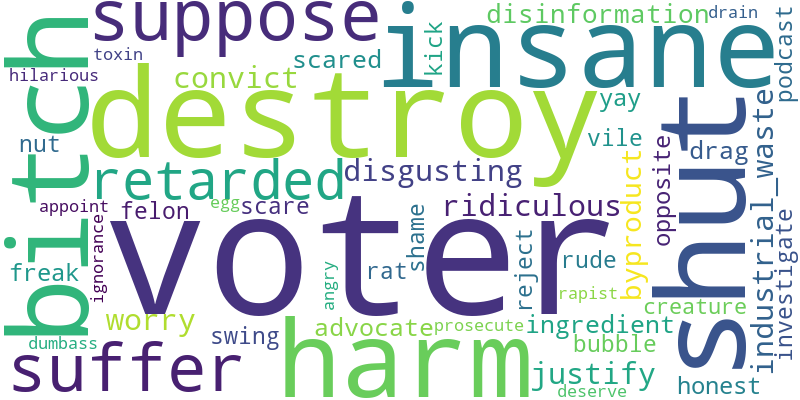 suppose
insane
disinformation
drain
podcast
kick
bitch
toxin
scared
hilarious
convict
destroy
yay
shut
industrial_waste
nut
vile
drag
retarded
disgusting
opposite
byproduct
appoint
felon
egg
scare
ridiculous
ignorance
voter
shame
reject
rude
investigate
freak
angry
rat
rapist
creature
worry
swing
harm
advocate
prosecute
ingredient
dumbass
bubble
suffer
justify
deserve
honest